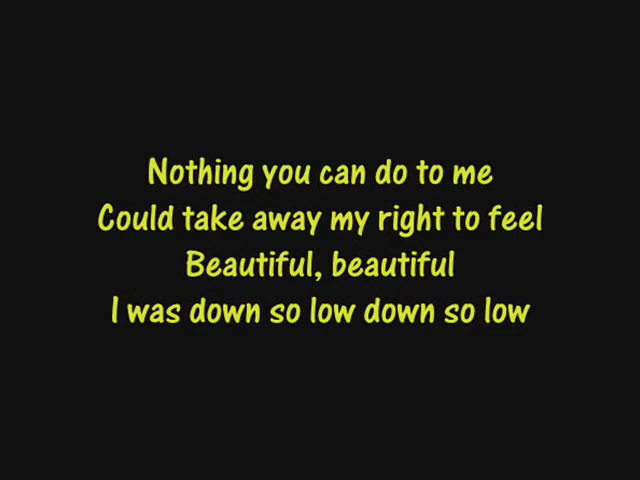 Nothing you can do to me
Could take away my right to feel
Beautiful, beautiful
I was down so low down so low